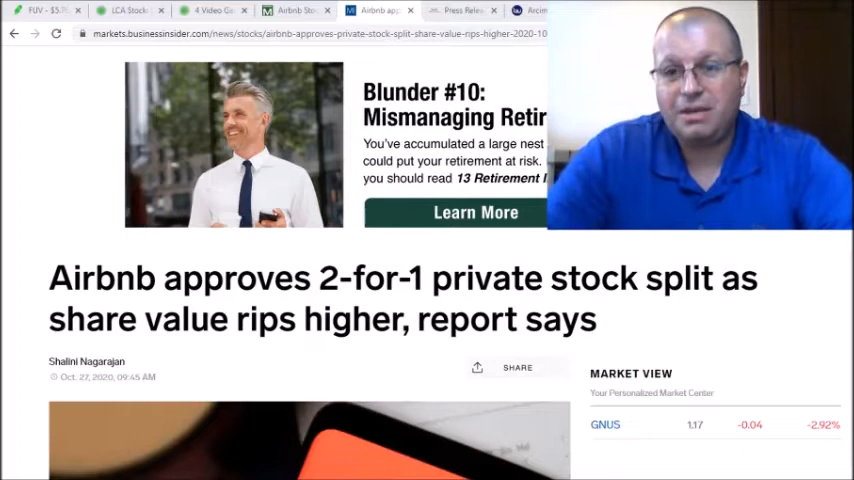 FUV - $5.7
LCA Stock:
4 Video Ga
Airbnb Sto
Airbnb app
Press Rele
Arcim
markets.businessinsider.com/news/stocks/airbnb-approves-private-stock-split-share-value-rips-higher-2020-10
Blunder #10:
Mismanaging Retir
You've accumulated a large nest
could put your retirement at risk.
you should read 13 Retirement I
Learn More
Airbnb approves 2-for-1 private stock split as
share value rips higher, report says
Shalini Nagarajan
Oct. 27, 2020, 09:45 AM
SHARE
MARKET VIEW
Your Personalized Market Center
GNUS 1.17 -0.04 -2.92%